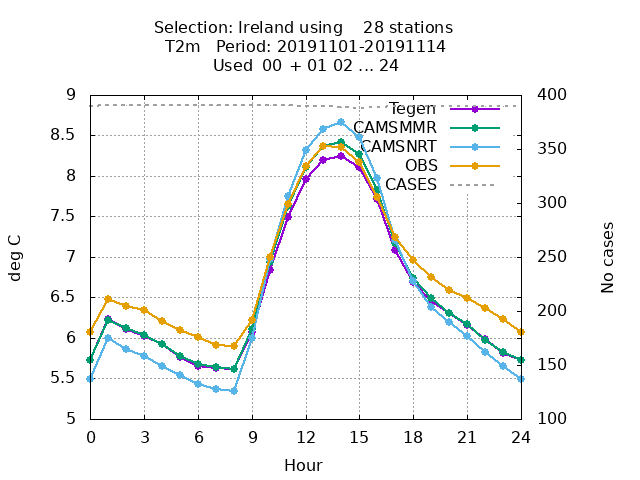 Selection: Ireland using    28 stations
T2m   Period: 20191101-20191114
Used  00 + 01 02 ... 24
9
8.5
8
7.5
7
6.5
6
5.5
5
400
350
300
250
200
150
100
Tegen
CAMSMMR
CAMSNRT
OBS
CASES
deg C
No cases
0 3 6 9 12 15 18 21 24
Hour